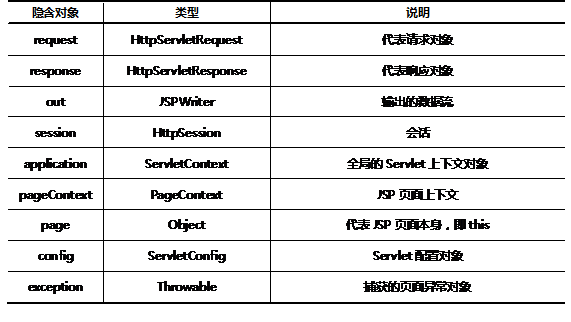 隐含对象 类型 说明
request HttpServletRequest 代表请求对象
response HttpServletResponse 代表响应对象
out JSPWriter 输出的数据流
session HttpSession 会话
application ServletContext 全局的 Servlet 上下文对象
pageContext PageContext JSP 页面上下文
page Object 代表 JSP 页面本身，即 this
config ServletConfig Servlet 配置对象
exception Throwable 捕获的页面异常对象